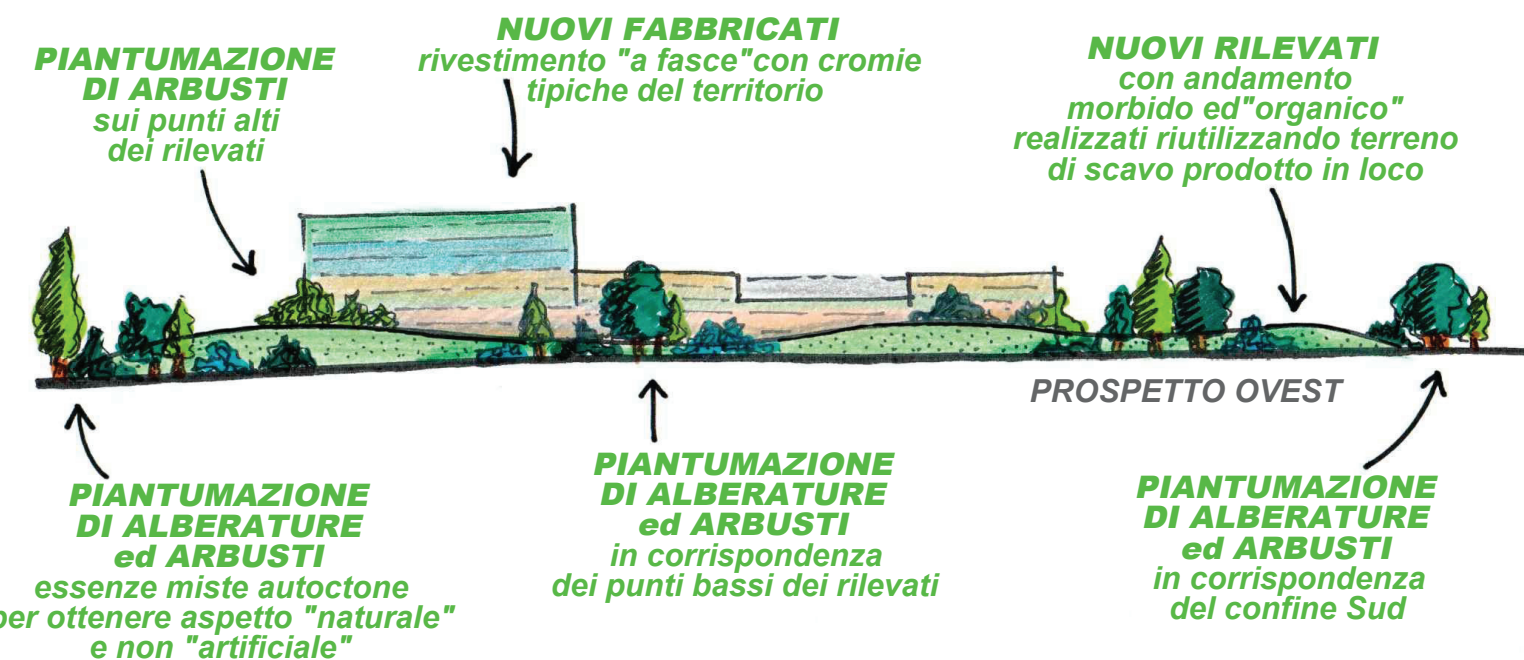 PIANTUMAZIONE
DI ARBUSTI
sui punti alti
dei rilevati
NUOVI FABBRICATI
rivestimento "a fasce"con cromie
tipiche del territorio
NUOVI RILEVATI
con andamento
morbido ed"organico"
realizzati riutilizzando terreno
di scavo prodotto in loco
PROSPETTO OVEST
PIANTUMAZIONE
DI ALBERATURE
ed ARBUSTI
essenze miste autoctone
per ottenere aspetto "naturale"
e non "artificiale"
PIANTUMAZIONE
DI ALBERATURE
ed ARBUSTI
in corrispondenza
dei punti bassi dei rilevati
PIANTUMAZIONE
DI ALBERATURE
ed ARBUSTI
in corrispondenza
del confine Sud